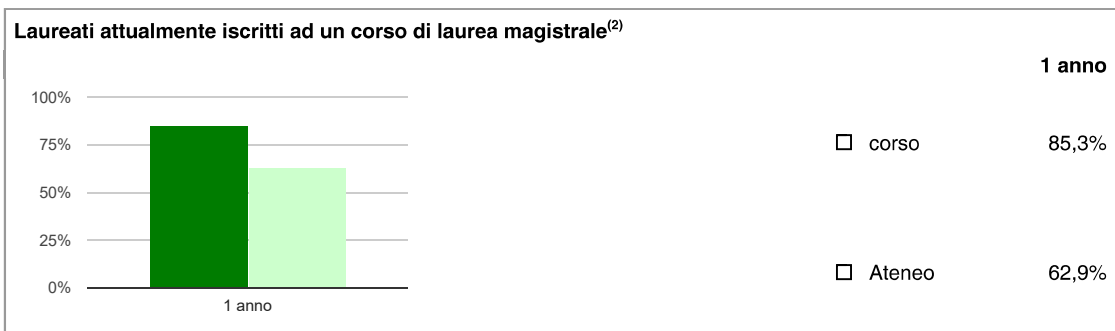 Laureati attualmente iscritti ad un corso di laurea magistrale(2)
1 anno
100%
75%
50%
25%
0%
1 anno
corso 85,3%
Ateneo 62,9%